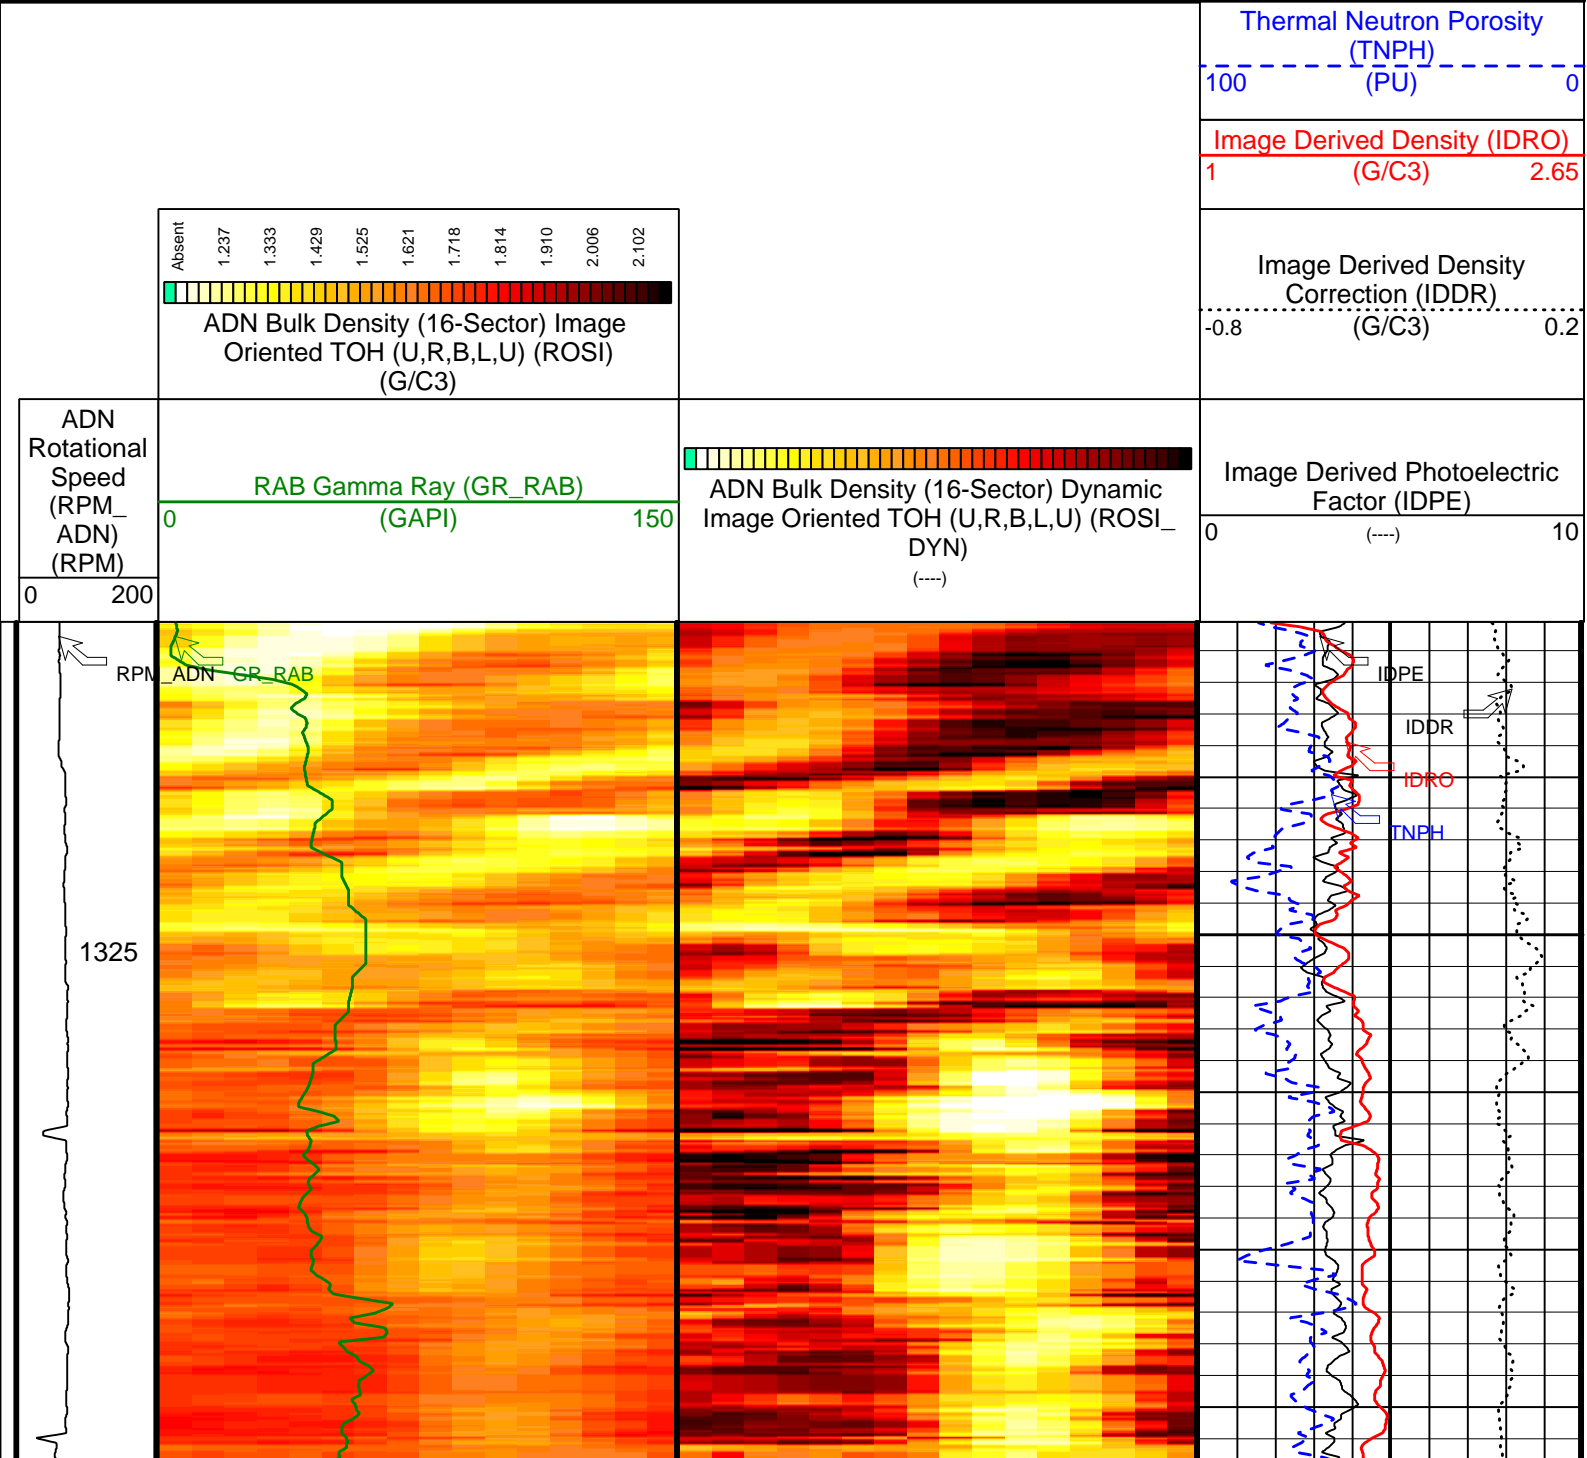 Thermal Neutron Porosity
(TNPH)
100 (PU) 0
Image Derived Density (IDRO)
1 (G/C3) 2.65
Absent 1.237 1.333 1.429 1.525 1.621 1.718 1.814 1.910 2.006 2.102
ADN Bulk Density (16-Sector) Image
Oriented TOH (U,R,B,L,U) (ROSI)
(G/C3)
Image Derived Density
Correction (IDDR)
-0.8 (G/C3) 0.2
ADN
Rotational
Speed
(RPM_
ADN)
(RPM)
0 200
RAB Gamma Ray (GR_RAB)
0 (GAPI) 150
ADN Bulk Density (16-Sector) Dynamic
Image Oriented TOH (U,R,B,L,U) (ROSI_
DYN)
(----)
Image Derived Photoelectric
Factor (IDPE)
0 (----) 10
RPM_ADN GR_RAB
IDPE
IDDR
IDRO
TNPH
1325